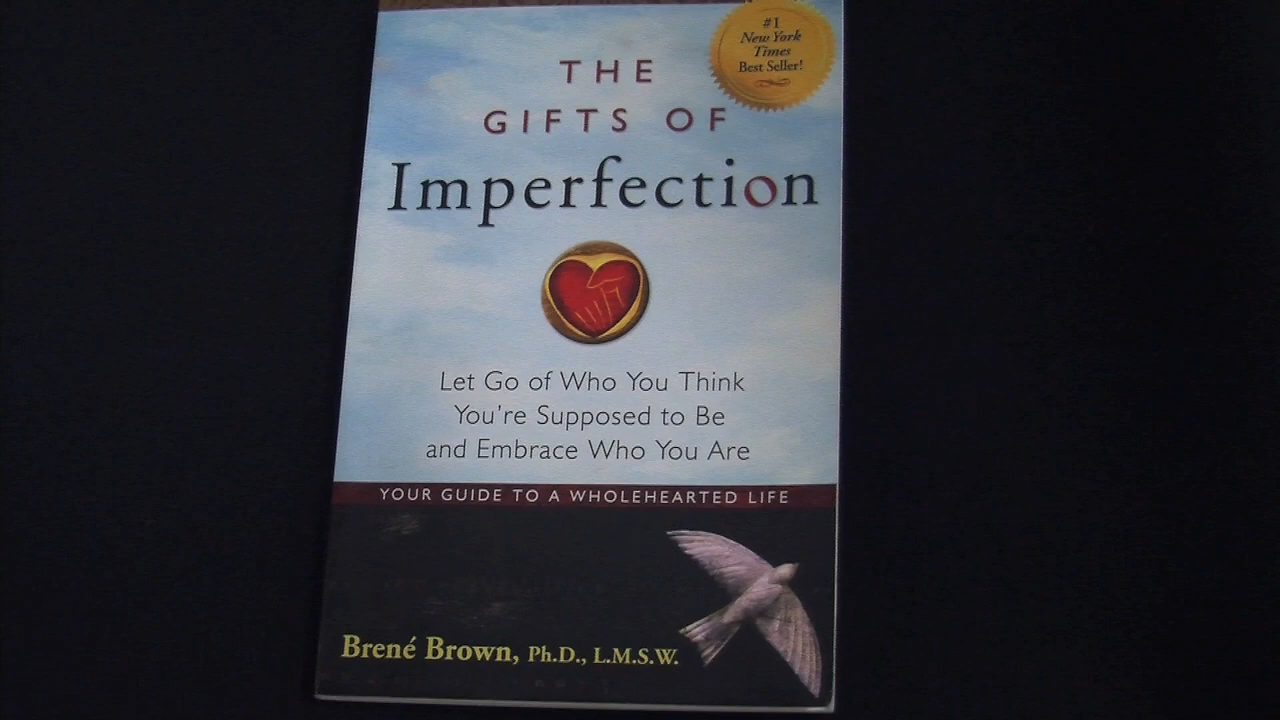 #1
New York
Times
Best Seller!
THE
GIFTS OF
Imperfection
Let Go of Who You Think
You're Supposed to Be
and Embrace Who You Are
YOUR GUIDE TO A WHOLEHEARTED LIFE
Brené Brown, Ph.D., L.M.S.W.